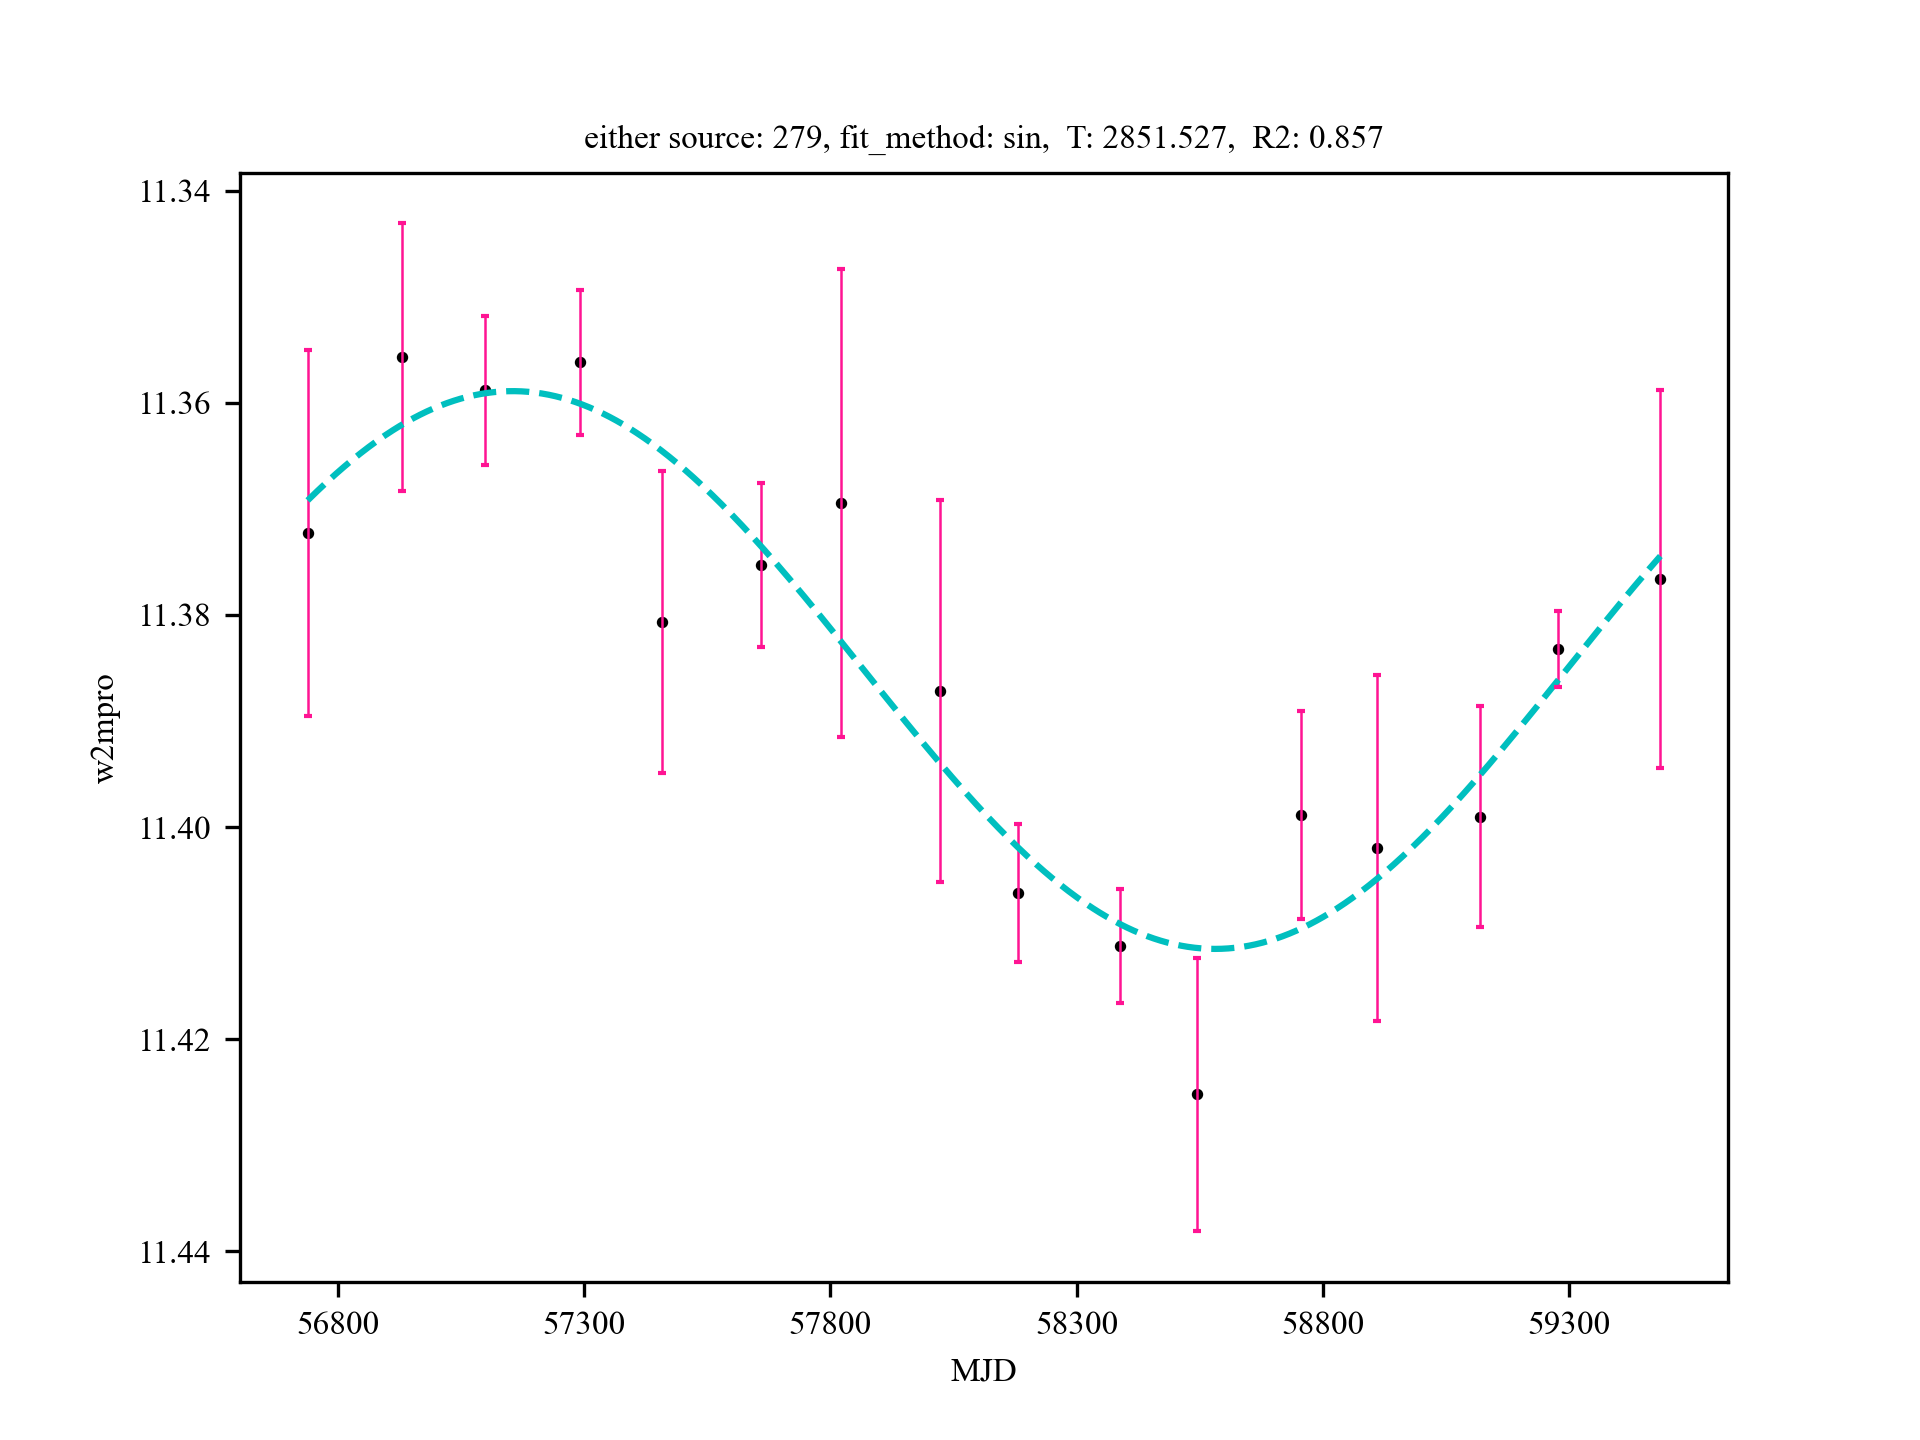 either source: 279, fit_method: sin,  T: 2851.527,  R2: 0.857
11.34
11.36
11.38
11.40
11.42
11.44
w2mpro
56800 57300 57800 58300 58800 59300
MJD